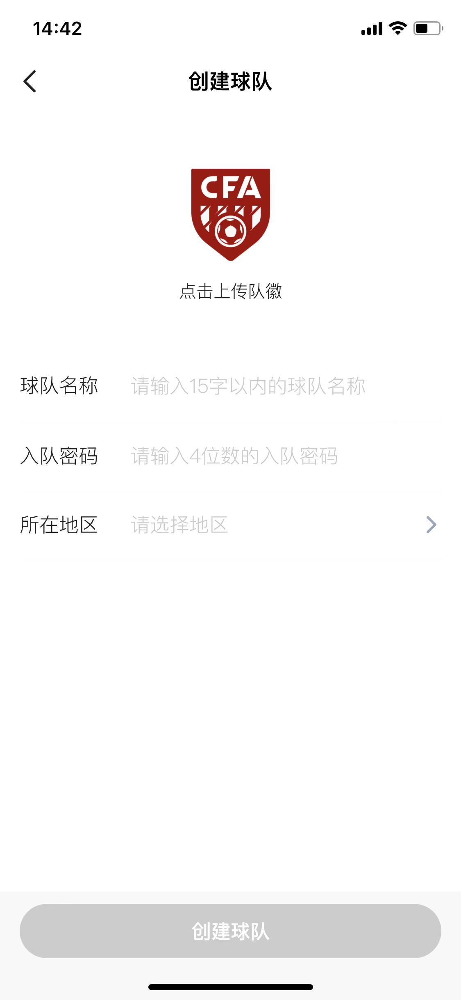 14:42
创建球队
CFA
点击上传队徽
球队名称 请输入15字以内的球队名称
入队密码 请输入4位数的入队密码
所在地区 请选择地区
创建球队